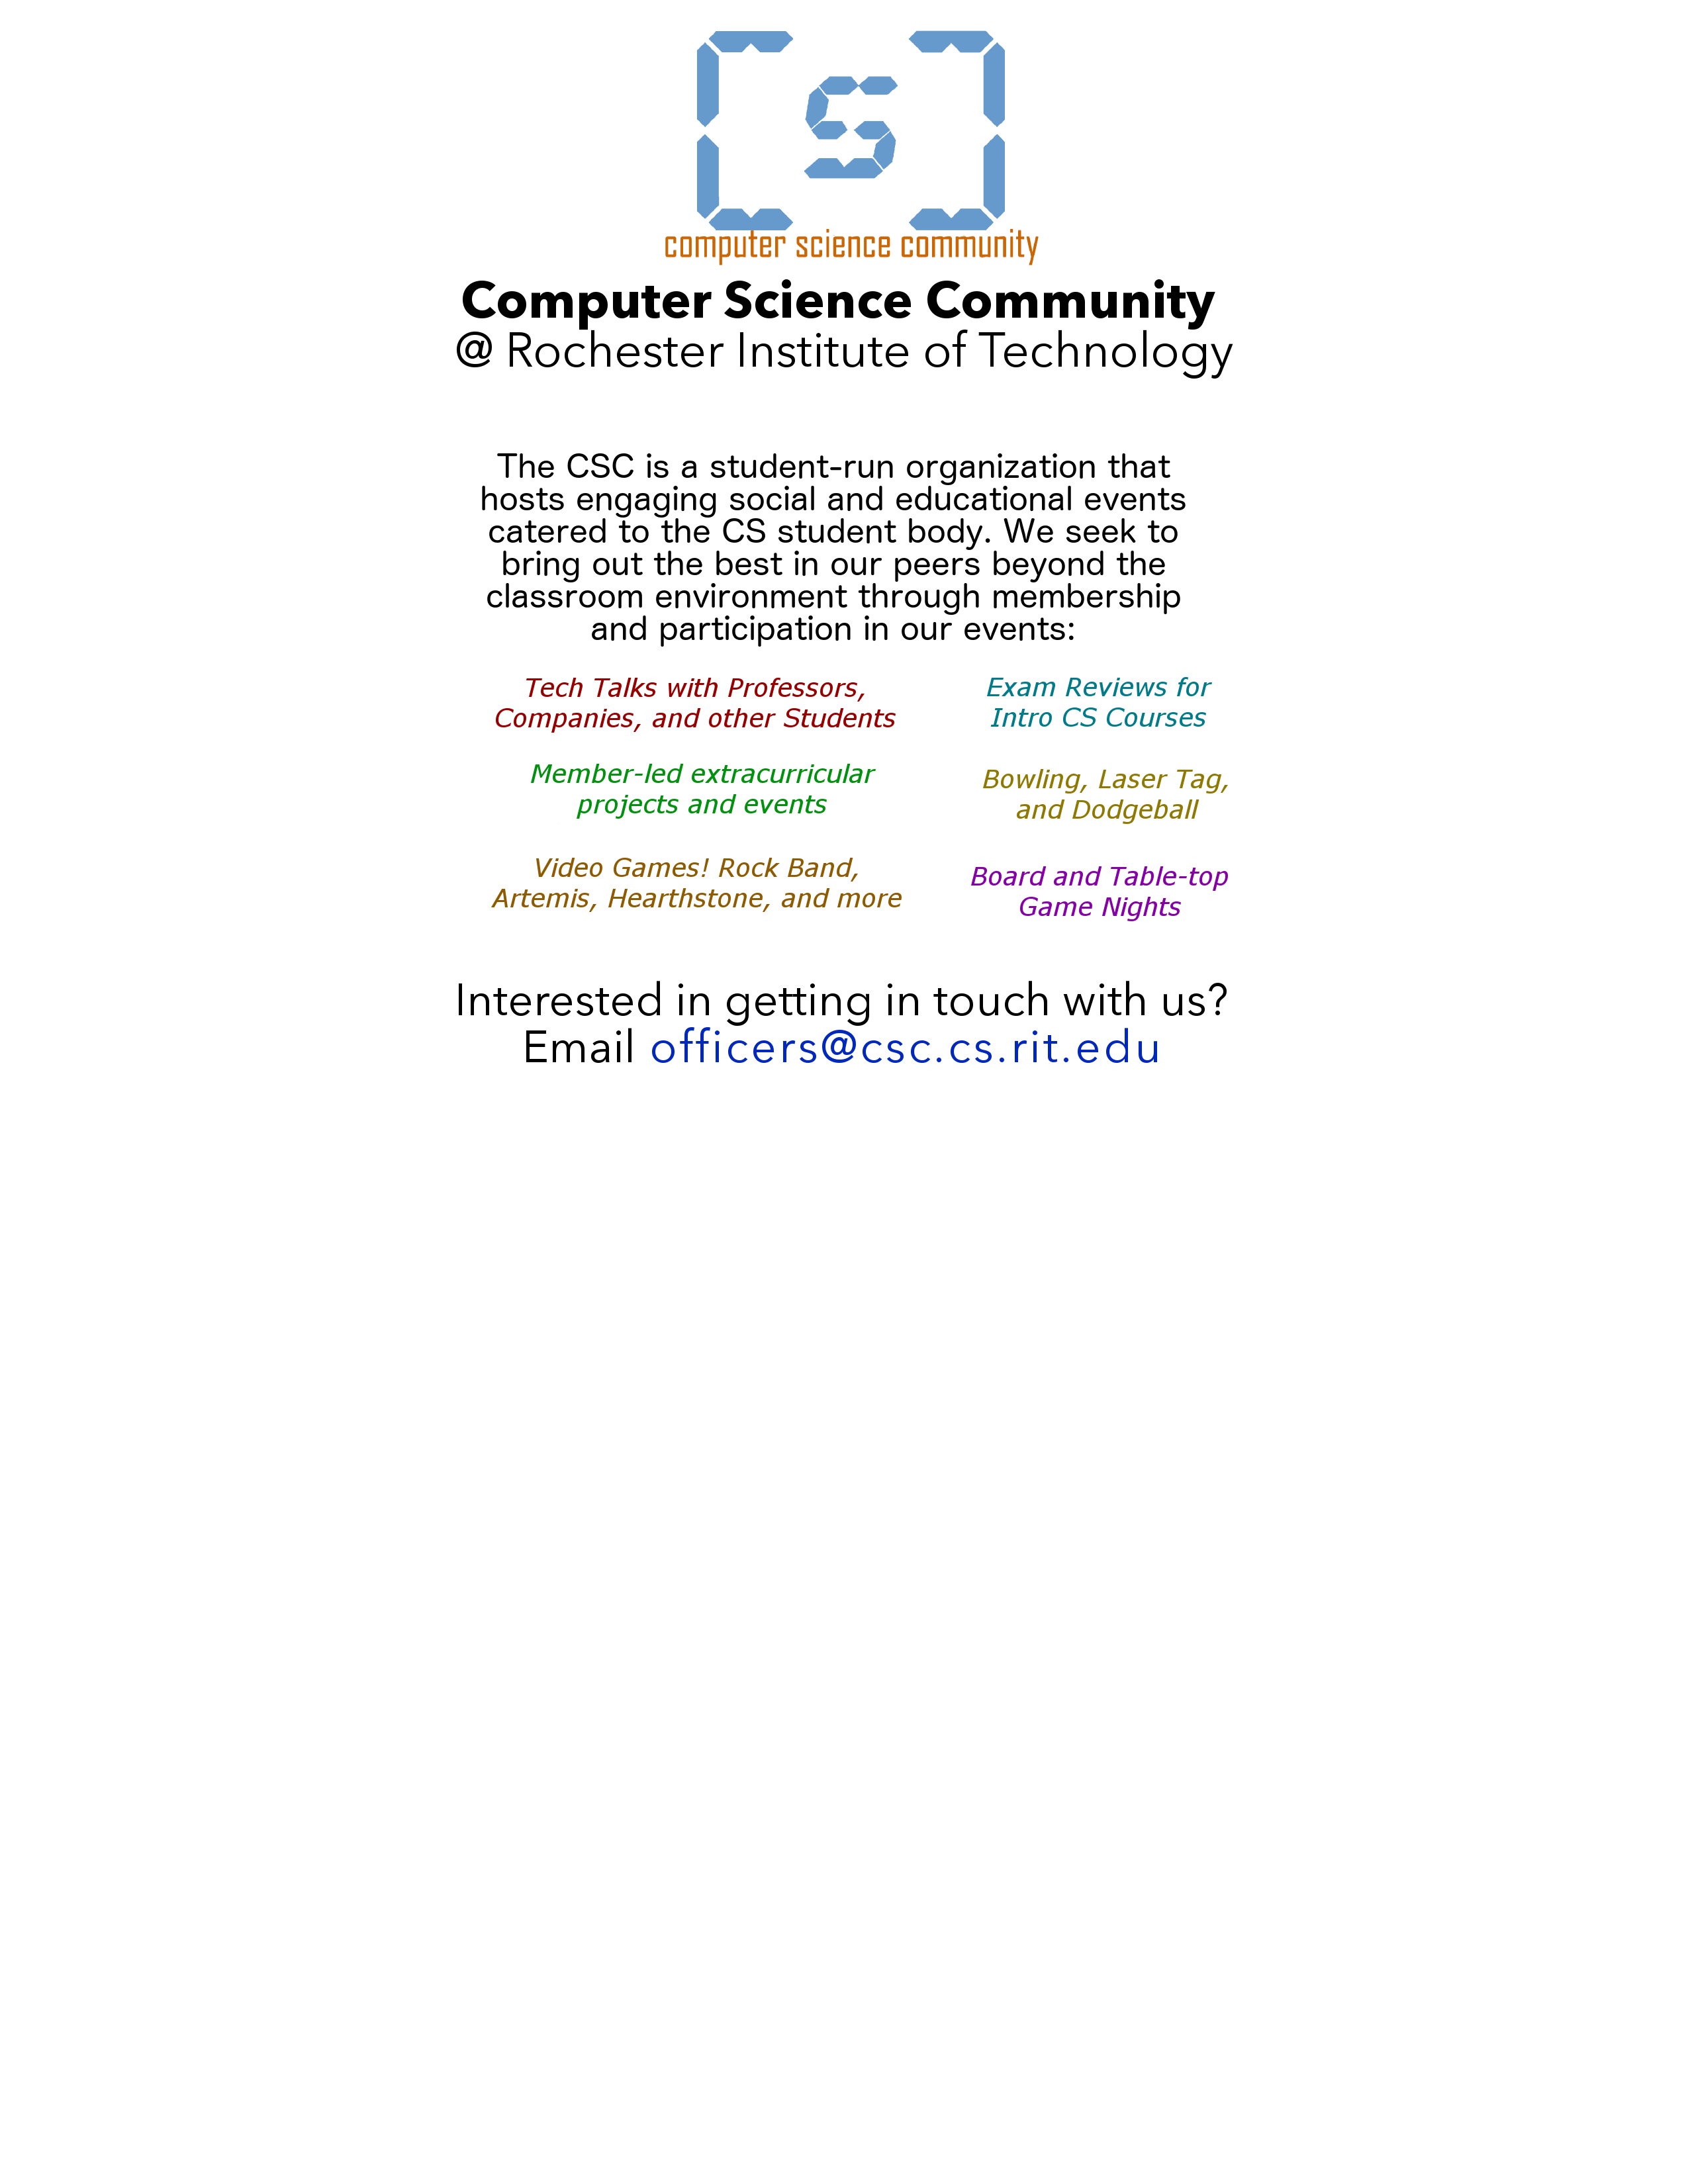 S
computer science community
Computer Science Community
@ Rochester Institute of Technology
The CSC is a student-run organization that
hosts engaging social and educational events
catered to the CS student body. We seek to
bring out the best in our peers beyond the
classroom environment through membership
and participation in our events:
Tech Talks with Professors,
Companies, and other Students
Exam Reviews for
Intro CS Courses
Member-led extracurricular
projects and events
Bowling, Laser Tag,
and Dodgeball
Video Games! Rock Band,
Artemis, Hearthstone, and more
Board and Table-top
Game Nights
Interested in getting in touch with us?
Email officers@csc.cs.rit.edu